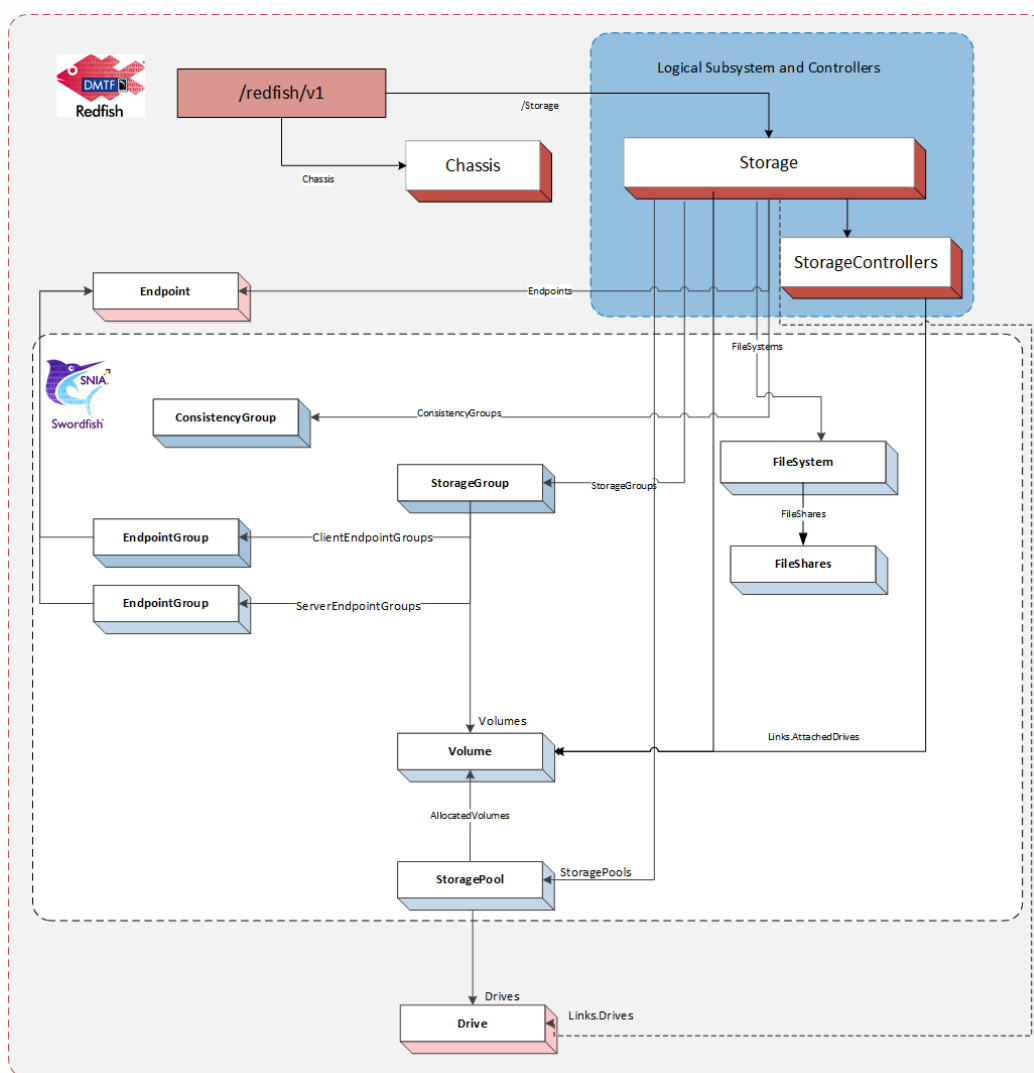 DMTF
Redfish
/redfish/v1
/Storage
Logical Subsystem and Controllers
Chassis
Chassis
Storage
StorageControllers
Endpoint
Endpoints
FileSystems
SNIA
Swordfish
ConsistencyGroup
ConsistencyGroups
FileSystem
StorageGroup
StorageGroups
FileShares
EndpointGroup
ClientEndpointGroups
FileShares
EndpointGroup
ServerEndpointGroups
Volumes
Volume
Links.AttachedDrives
AllocatedVolumes
StoragePool
StoragePools
Drives
Drive
Links.Drives